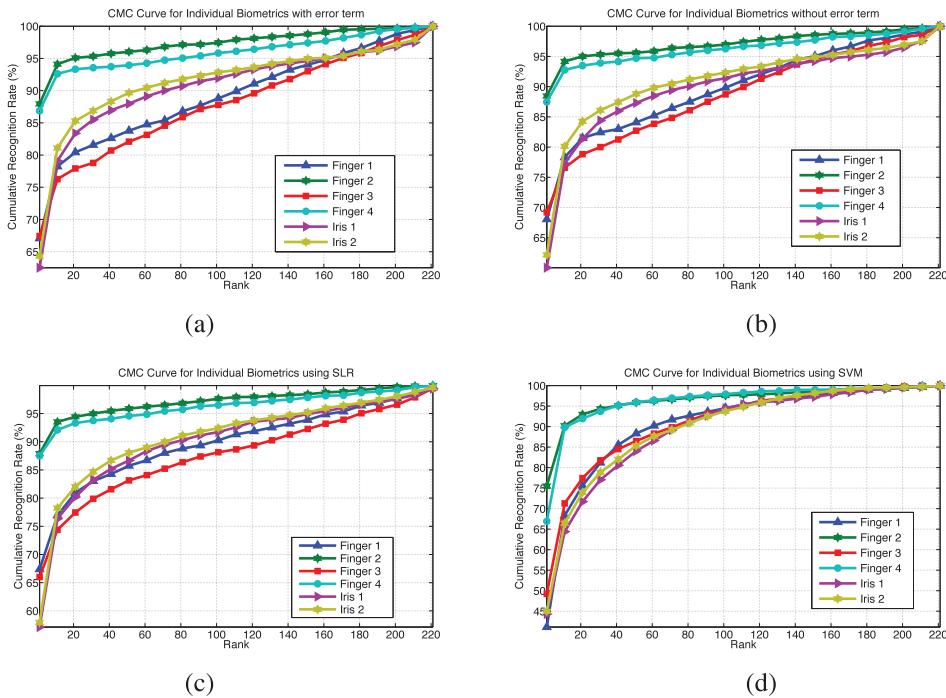 CMC Curve for Individual Biometrics with error term
100
95
90
85
80
75
70
65
Cumulative Recognition Rate (%)
20 40 60 80 100 120 140 160 180 200 220
Rank
Finger 1
Finger 2
Finger 3
Finger 4
Iris 1
Iris 2
(a)
CMC Curve for Individual Biometrics without error term
100
95
90
85
80
75
70
65
Cumulative Recognition Rate (%)
20 40 60 80 100 120 140 160 180 200 220
Rank
Finger 1
Finger 2
Finger 3
Finger 4
Iris 1
Iris 2
(b)
CMC Curve for Individual Biometrics using SLR
95
90
85
80
75
70
65
60
Cumulative Recognition Rate (%)
20 40 60 80 100 120 140 160 180 200 220
Rank
Finger 1
Finger 2
Finger 3
Finger 4
Iris 1
Iris 2
(c)
CMC Curve for Individual Biometrics using SVM
100
95
90
85
80
75
70
65
60
55
50
45
Cumulative Recognition Rate (%)
20 40 60 80 100 120 140 160 180 200 220
Rank
Finger 1
Finger 2
Finger 3
Finger 4
Iris 1
Iris 2
(d)